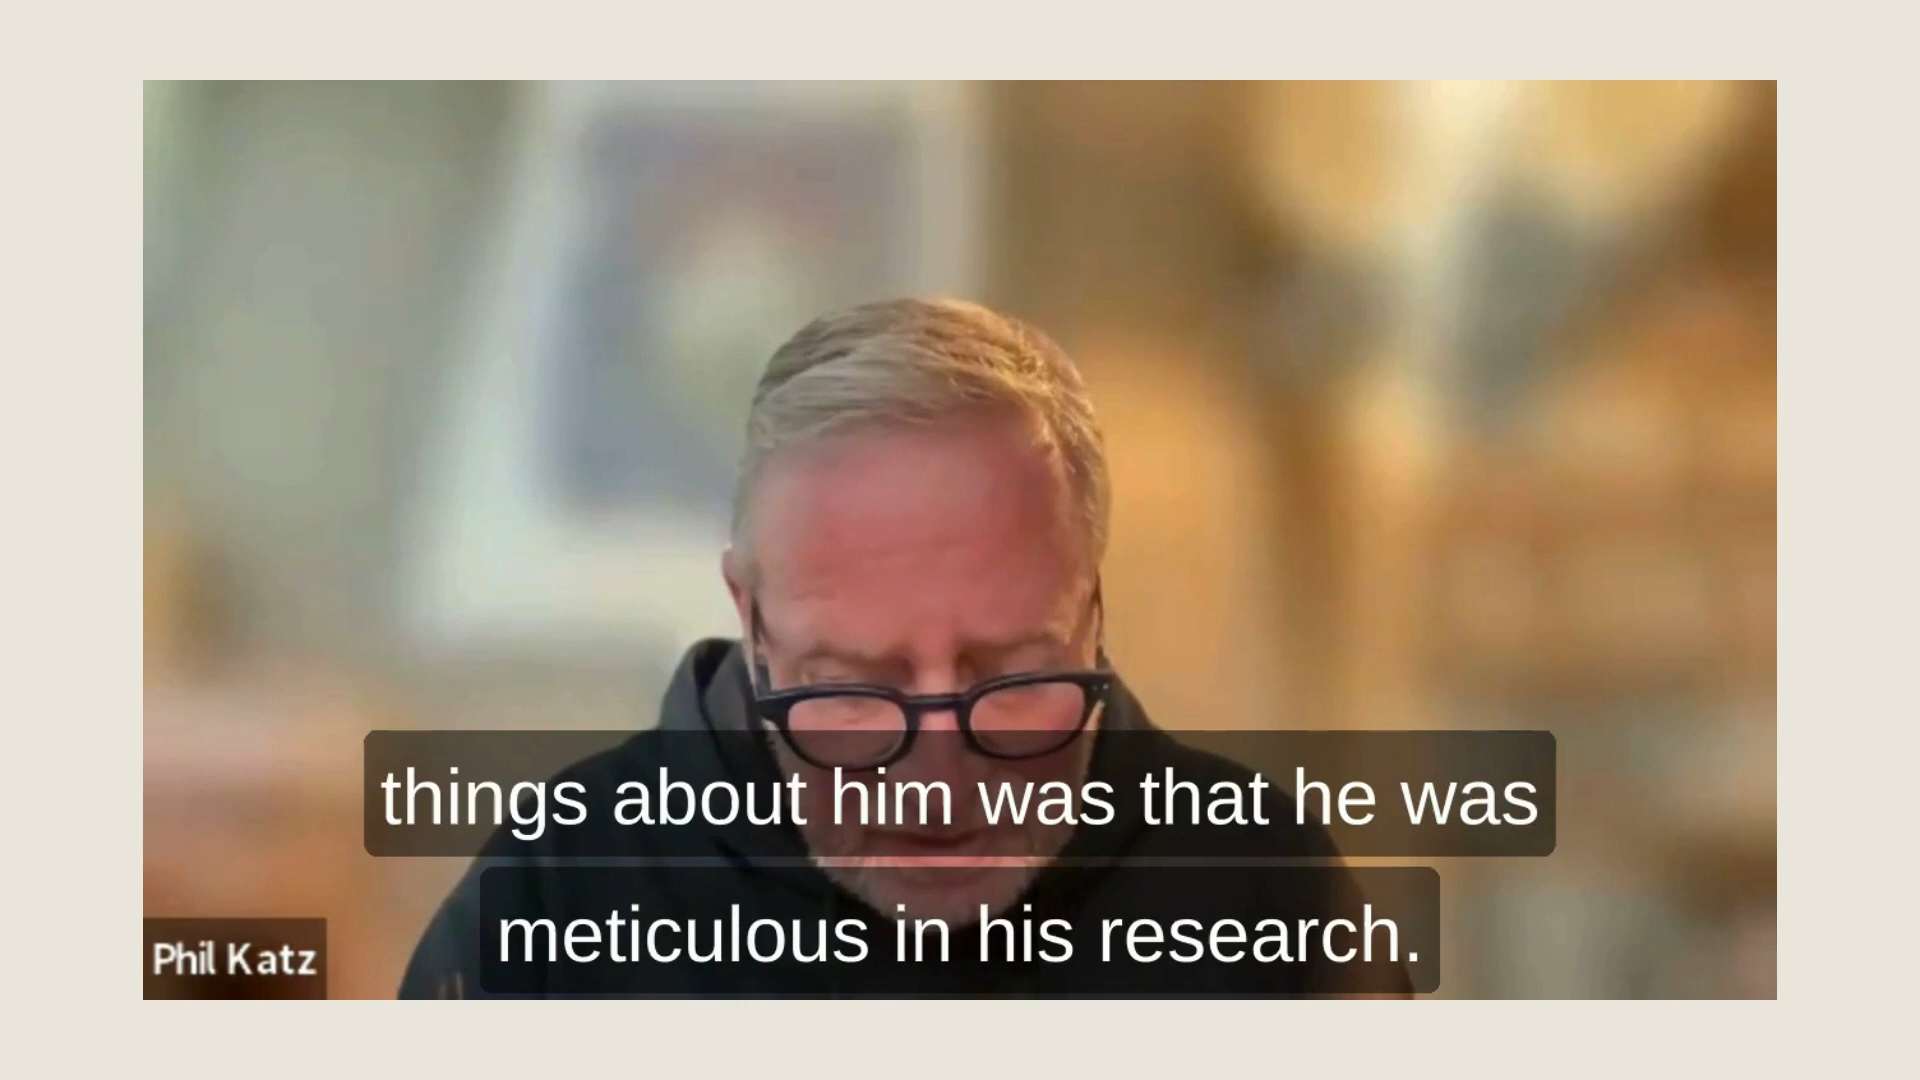 things about him was that he was
meticulous in his research.
Phil Katz